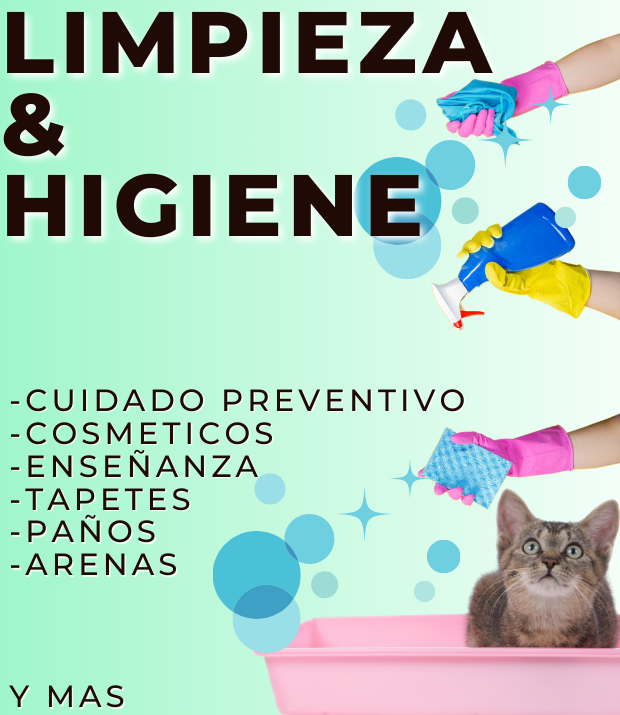 LIMPIEZA
&
HIGIENE
-CUIDADO PREVENTIVO
-COSMETICOS
-ENSEÑANZA
-TAPETES
-PAÑOS
-ARENAS
Y MAS